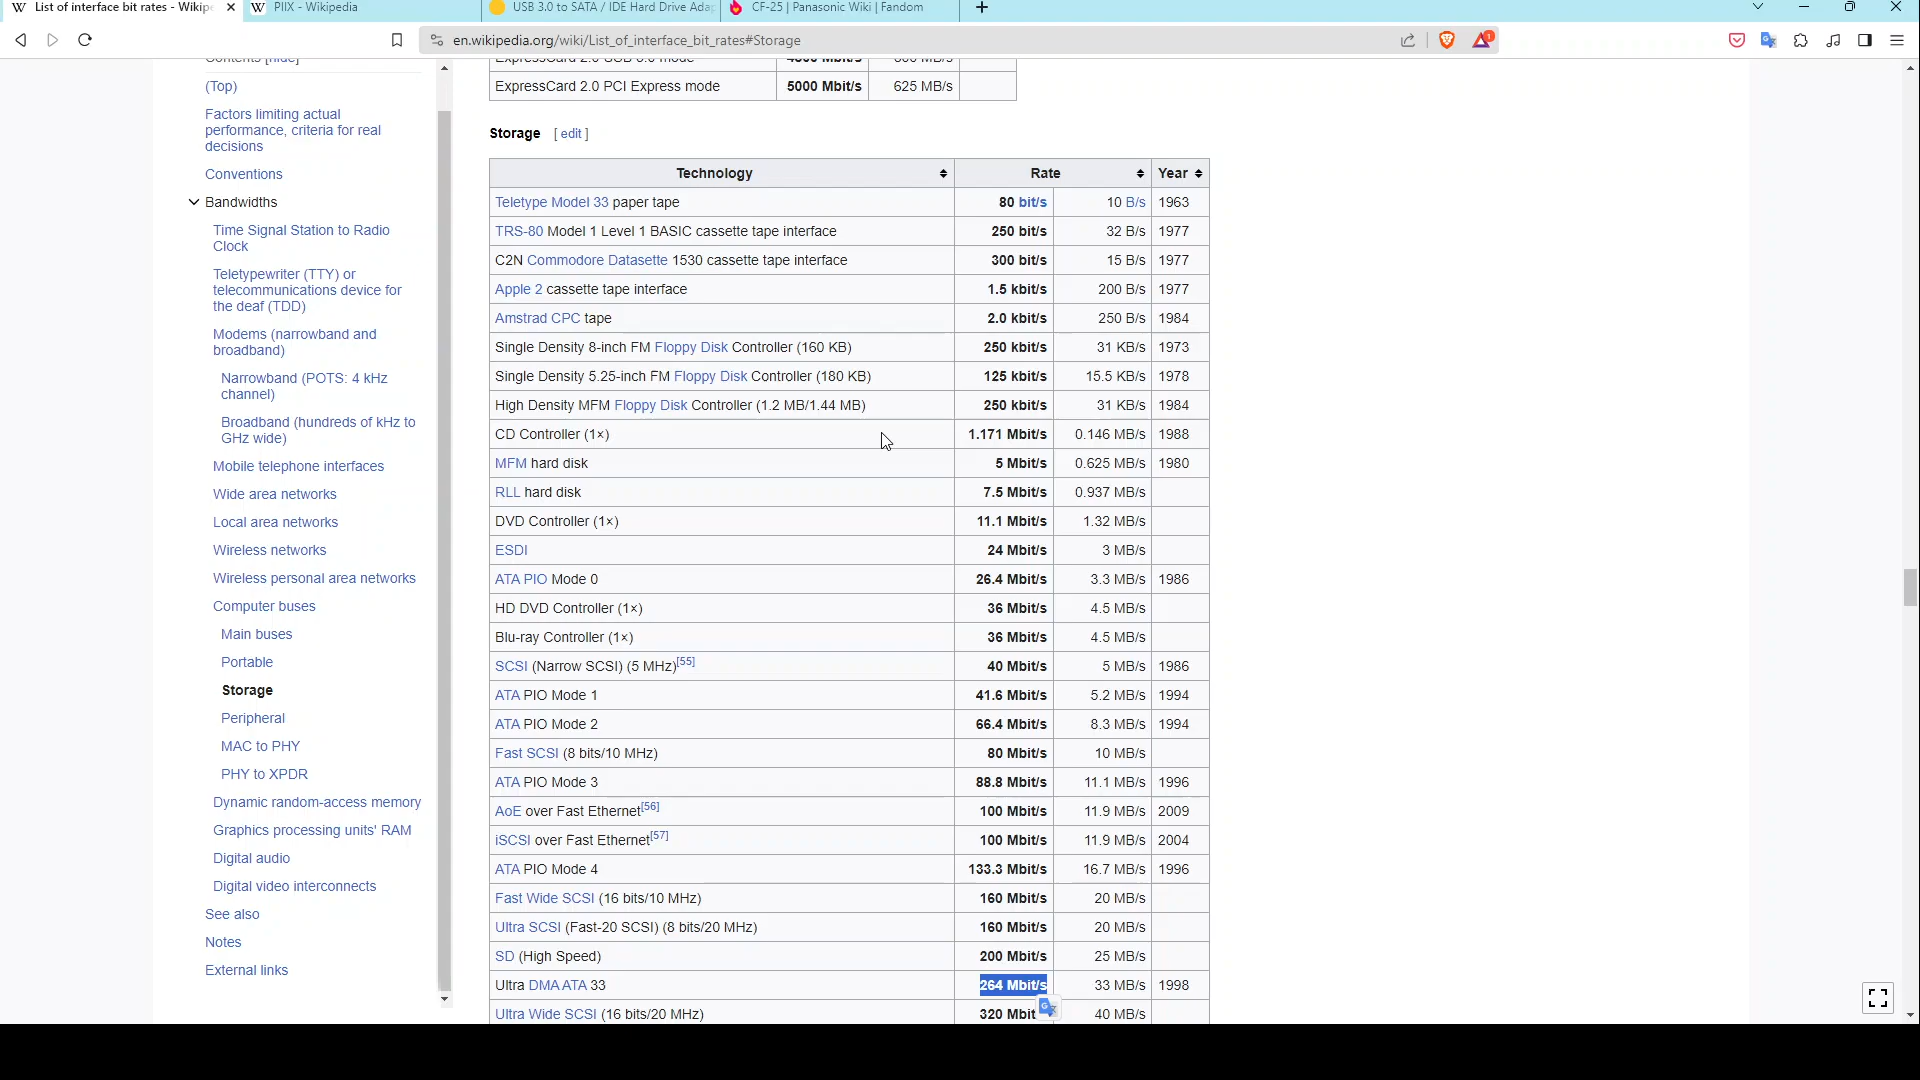 List of interface bit rates - Wikipe
PIIX - Wikipedia
USB 3.0 to SATA / IDE Hard Drive Adap
CF-25 | Panasonic Wiki | Fandom
en.wikipedia.org/wiki/List_of_interface_bit_rates#Storage
1
Contents [hide]
(Top)
Factors limiting actual
performance, criteria for real
decisions
Conventions
Bandwidths
Time Signal Station to Radio
Clock
Teletypewriter (TTY) or
telecommunications device for
the deaf (TDD)
Modems (narrowband and
broadband)
Narrowband (POTS: 4 kHz
channel)
Broadband (hundreds of kHz to
GHz wide)
Mobile telephone interfaces
Wide area networks
Local area networks
Wireless networks
Wireless personal area networks
Computer buses
Main buses
Portable
Storage
Peripheral
MAC to PHY
PHY to XPDR
Dynamic random-access memory
Graphics processing units' RAM
Digital audio
Digital video interconnects
See also
Notes
External links
ExpressCard 2.0 PCI Express mode 5000 Mbit/s 625 MB/s
Storage [ edit ]
Technology Rate Year
Teletype Model 33 paper tape 80 bit/s 10 B/s 1963
TRS-80 Model 1 Level 1 BASIC cassette tape interface 250 bit/s 32 B/s 1977
C2N Commodore Datasette 1530 cassette tape interface 300 bit/s 15 B/s 1977
Apple 2 cassette tape interface 1.5 kbit/s 200 B/s 1977
Amstrad CPC tape 2.0 kbit/s 250 B/s 1984
Single Density 8-inch FM Floppy Disk Controller (160 KB) 250 kbit/s 31 KB/s 1973
Single Density 5.25-inch FM Floppy Disk Controller (180 KB) 125 kbit/s 15.5 KB/s 1978
High Density MFM Floppy Disk Controller (1.2 MB/1.44 MB) 250 kbit/s 31 KB/s 1984
CD Controller (1×) 1.171 Mbit/s 0.146 MB/s 1988
MFM hard disk 5 Mbit/s 0.625 MB/s 1980
RLL hard disk 7.5 Mbit/s 0.937 MB/s
DVD Controller (1×) 11.1 Mbit/s 1.32 MB/s
ESDI 24 Mbit/s 3 MB/s
ATA PIO Mode 0 26.4 Mbit/s 3.3 MB/s 1986
HD DVD Controller (1×) 36 Mbit/s 4.5 MB/s
Blu-ray Controller (1×) 36 Mbit/s 4.5 MB/s
SCSI (Narrow SCSI) (5 MHz)[55] 40 Mbit/s 5 MB/s 1986
ATA PIO Mode 1 41.6 Mbit/s 5.2 MB/s 1994
ATA PIO Mode 2 66.4 Mbit/s 8.3 MB/s 1994
Fast SCSI (8 bits/10 MHz) 80 Mbit/s 10 MB/s
ATA PIO Mode 3 88.8 Mbit/s 11.1 MB/s 1996
AoE over Fast Ethernet[56] 100 Mbit/s 11.9 MB/s 2009
iSCSI over Fast Ethernet[57] 100 Mbit/s 11.9 MB/s 2004
ATA PIO Mode 4 133.3 Mbit/s 16.7 MB/s 1996
Fast Wide SCSI (16 bits/10 MHz) 160 Mbit/s 20 MB/s
Ultra SCSI (Fast-20 SCSI) (8 bits/20 MHz) 160 Mbit/s 20 MB/s
SD (High Speed) 200 Mbit/s 25 MB/s
Ultra DMA ATA 33 264 Mbit/s 33 MB/s 1998
Ultra Wide SCSI (16 bits/20 MHz) 320 Mbit 40 MB/s